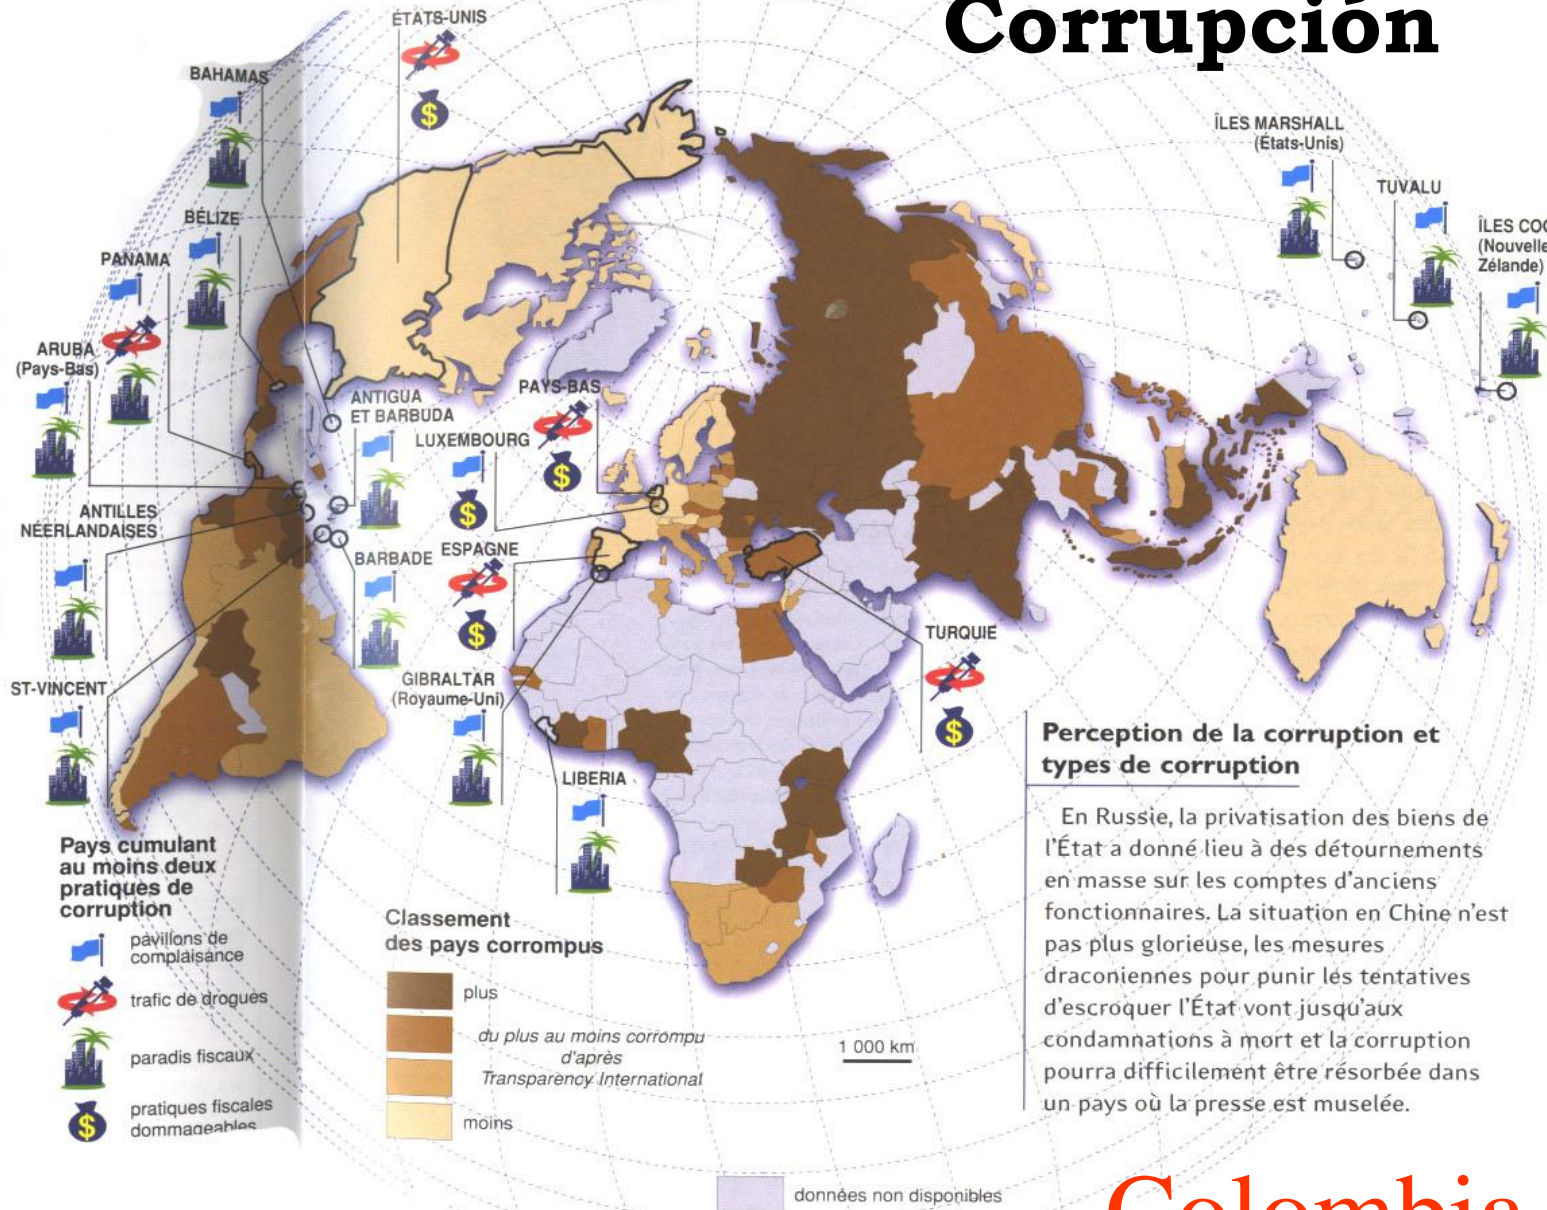 Corrupción
ÉTATS-UNIS
BAHAMAS
BÉLIZE
PANAMA
ARUBA
(Pays-Bas)
ANTIGUA
ET BARBUDA
LUXEMBOURG
PAYS-BAS
ÎLES MARSHALL
(États-Unis)
TUVALU
ÎLES COO
(Nouvelle
Zélande)
ANTILLES
NÉERLANDAISES
BARBADE
ESPAGNE
ST-VINCENT
GIBRALTAR
(Royaume-Uni)
LIBERIA
TURQUIE
Pays cumulant
au moins deux
pratiques de
corruption
pavillons de
complaisance
trafic de drogues
paradis fiscaux
$ pratiques fiscales
dommageables
Classement
des pays corrompus
plus
du plus au moins corrompu
d'après
Transparency International
moins
données non disponibles
1 000 km
Perception de la corruption et
types de corruption
En Russie, la privatisation des biens de
l'État a donné lieu à des détournements
en masse sur les comptes d'anciens
fonctionnaires. La situation en Chine n'est
pas plus glorieuse, les mesures
draconiennes pour punir les tentatives
d'escroquer l'État vont jusqu'aux
condamnations à mort et la corruption
pourra difficilement être résorbée dans
un pays où la presse est muselée.
Colombia